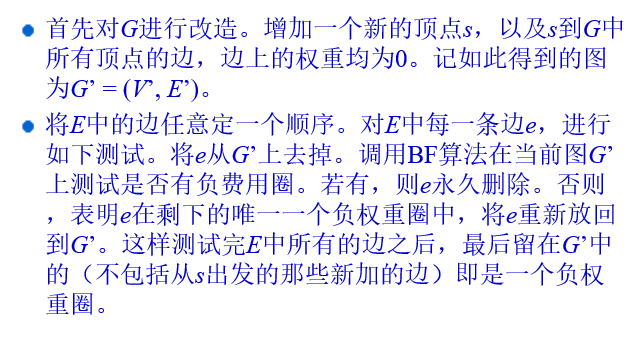 首先对G进行改造。增加一个新的顶点s，以及s到G中
所有顶点的边，边上的权重均为0。记如此得到的图
为G’ = (V’, E’)。
将E中的边任意定一个顺序。对E中每一条边e，进行
如下测试。将e从G’上去掉。调用BF算法在当前图G’
上测试是否有负费用圈。若有，则e永久删除。否则
，表明e在剩下的唯一一个负权重圈中，将e重新放回
到G’。这样测试完E中所有的边之后，最后留在G’中
的（不包括从s出发的那些新加的边）即是一个负权
重圈。